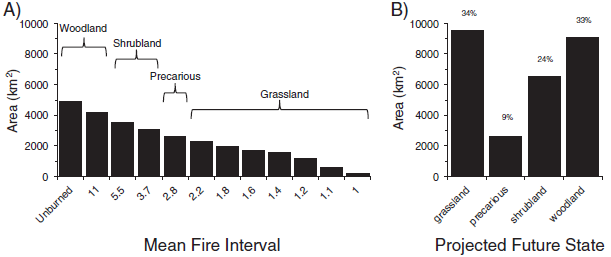 A)
B)
Area (km²)
10000
8000
6000
4000
2000
0
Woodland
Shrubland
Precarious
Grassland
Unburned
11
5.5
3.7
2.8
2.2
1.8
1.6
1.4
1.2
1.1
1
Mean Fire Interval
Area (km²)
10000
8000
6000
4000
2000
0
34%
9%
24%
33%
grassland
precarious
shrubland
woodland
Projected Future State